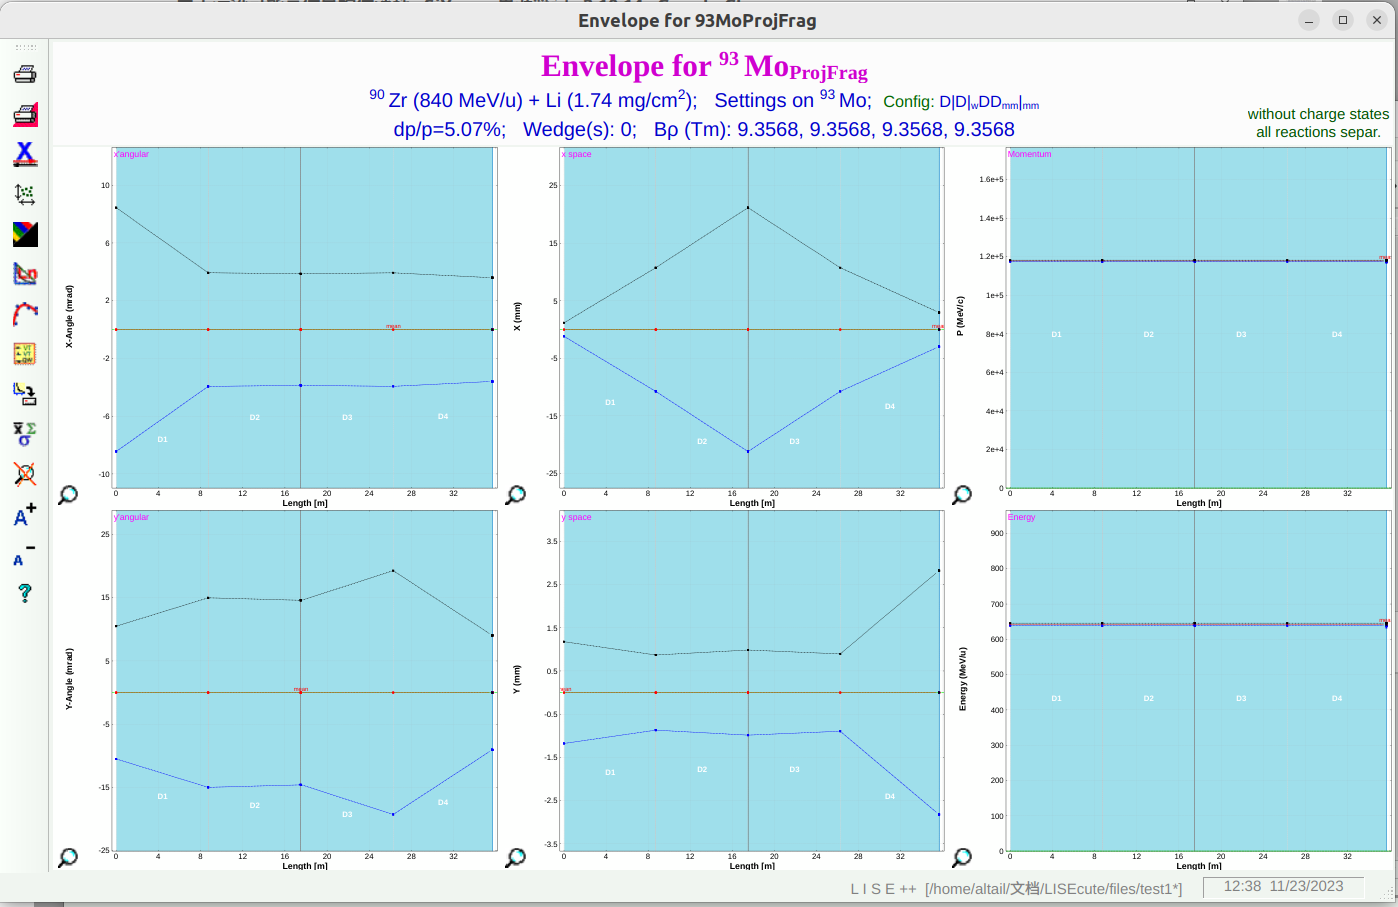 Envelope for 93MoProjFrag
Envelope for 93 MoProjFrag
90 Zr (840 MeV/u) + Li (1.74 mg/cm2); Settings on 93 Mo; Config: D|D|wDDmm|mm
dp/p=5.07%; Wedge(s): 0; Bρ (Tm): 9.3568, 9.3568, 9.3568, 9.3568
without charge states
all reactions separ.
x'angular
10
6
2
-2
-6
-10
X-Angle (mrad)
mean
D1
D2
D3
D4
0 4 8 12 16 20 24 28 32
Length [m]
x space
25
15
5
-5
-15
-25
X (mm)
D1
D2
D3
D4
0 4 8 12 16 20 24 28 32
Length [m]
Momentum
1.6e+5
1.4e+5
1.2e+5
1e+5
8e+4
6e+4
4e+4
2e+4
0
P (MeV/c)
D1 D2 D3 D4
0 4 8 12 16 20 24 28 32
Length [m]
y'angular
25
15
5
-5
-15
-25
Y-Angle (mrad)
mean
D1
D2
D3
D4
0 4 8 12 16 20 24 28 32
Length [m]
y space
3.5
2.5
1.5
0.5
-0.5
-1.5
-2.5
-3.5
Y (mm)
mean
D1
D2
D3
D4
0 4 8 12 16 20 24 28 32
Length [m]
Energy
900
800
700
600
500
400
300
200
100
0
Energy (MeV/u)
D1 D2 D3 D4
0 4 8 12 16 20 24 28 32
Length [m]
L I S E ++ [/home/altail/文档/LISEcute/files/test1*]
12:38 11/23/2023